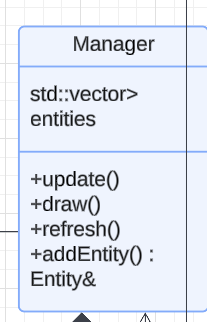 Manager
std::vector>
entities
+update()
+draw()
+refresh()
+addEntity() :
Entity&